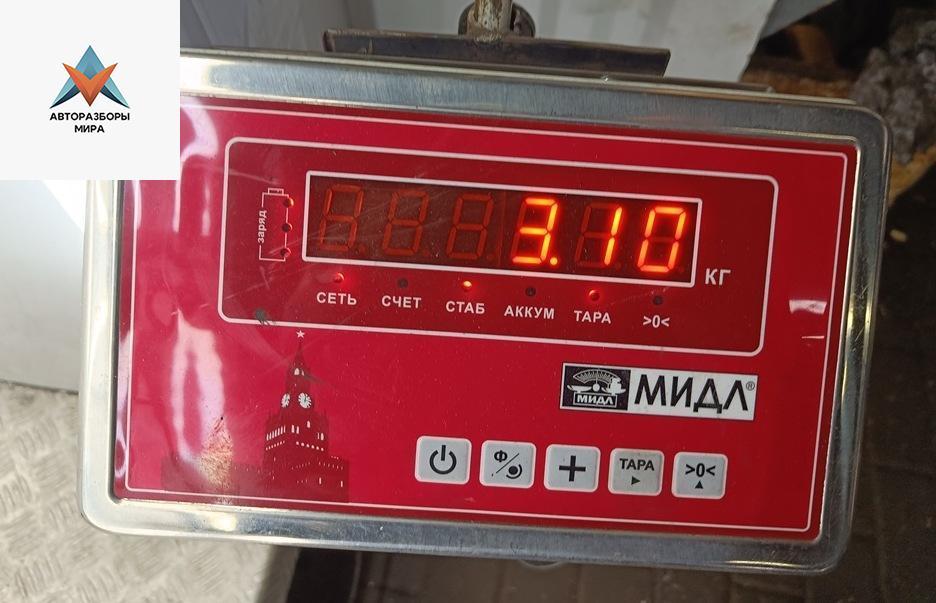 АВТОРАЗБОРЫ
МИРА
заряд
3.10
КГ
СЕТЬ СЧЕТ СТАБ АККУМ ТАРА >0<
МИДЛ МИДЛ®
Ф ТАРА >0<